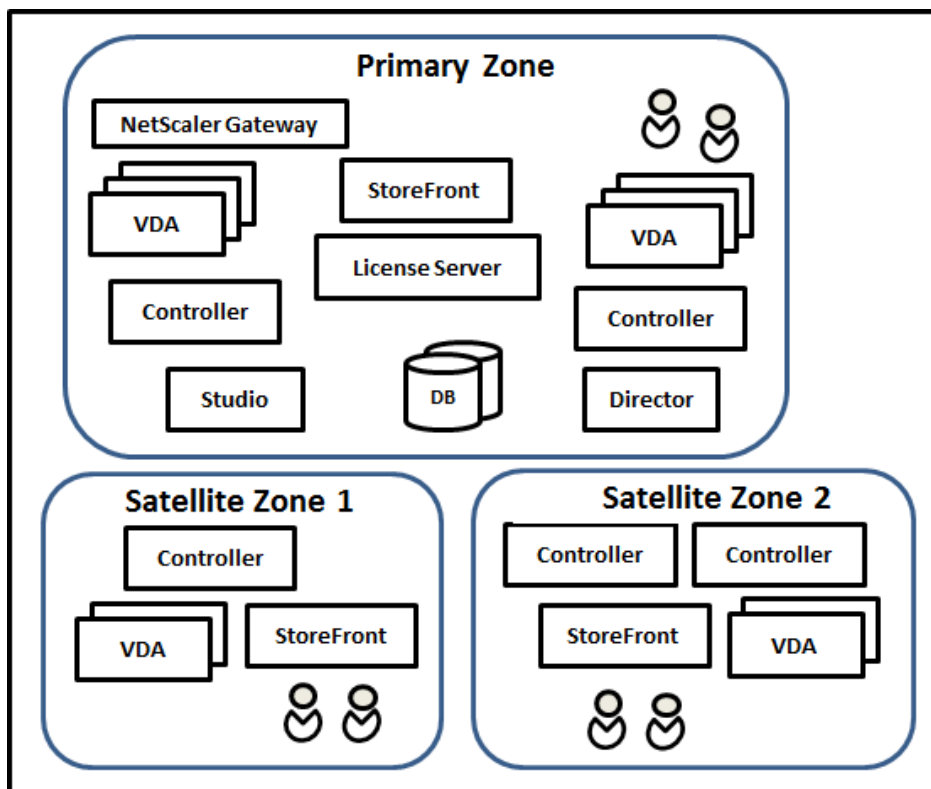 Primary Zone
NetScaler Gateway
StoreFront
VDA
VDA
License Server
Controller
Controller
Studio
DB
Director
Satellite Zone 1
Controller
VDA
StoreFront
Satellite Zone 2
Controller
Controller
StoreFront
VDA